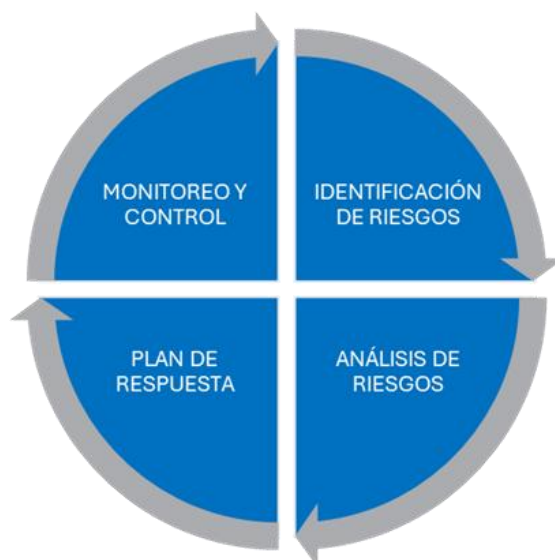 MONITOREO Y
CONTROL
IDENTIFICACIÓN
DE RIESGOS
PLAN DE
RESPUESTA
ANÁLISIS DE
RIESGOS